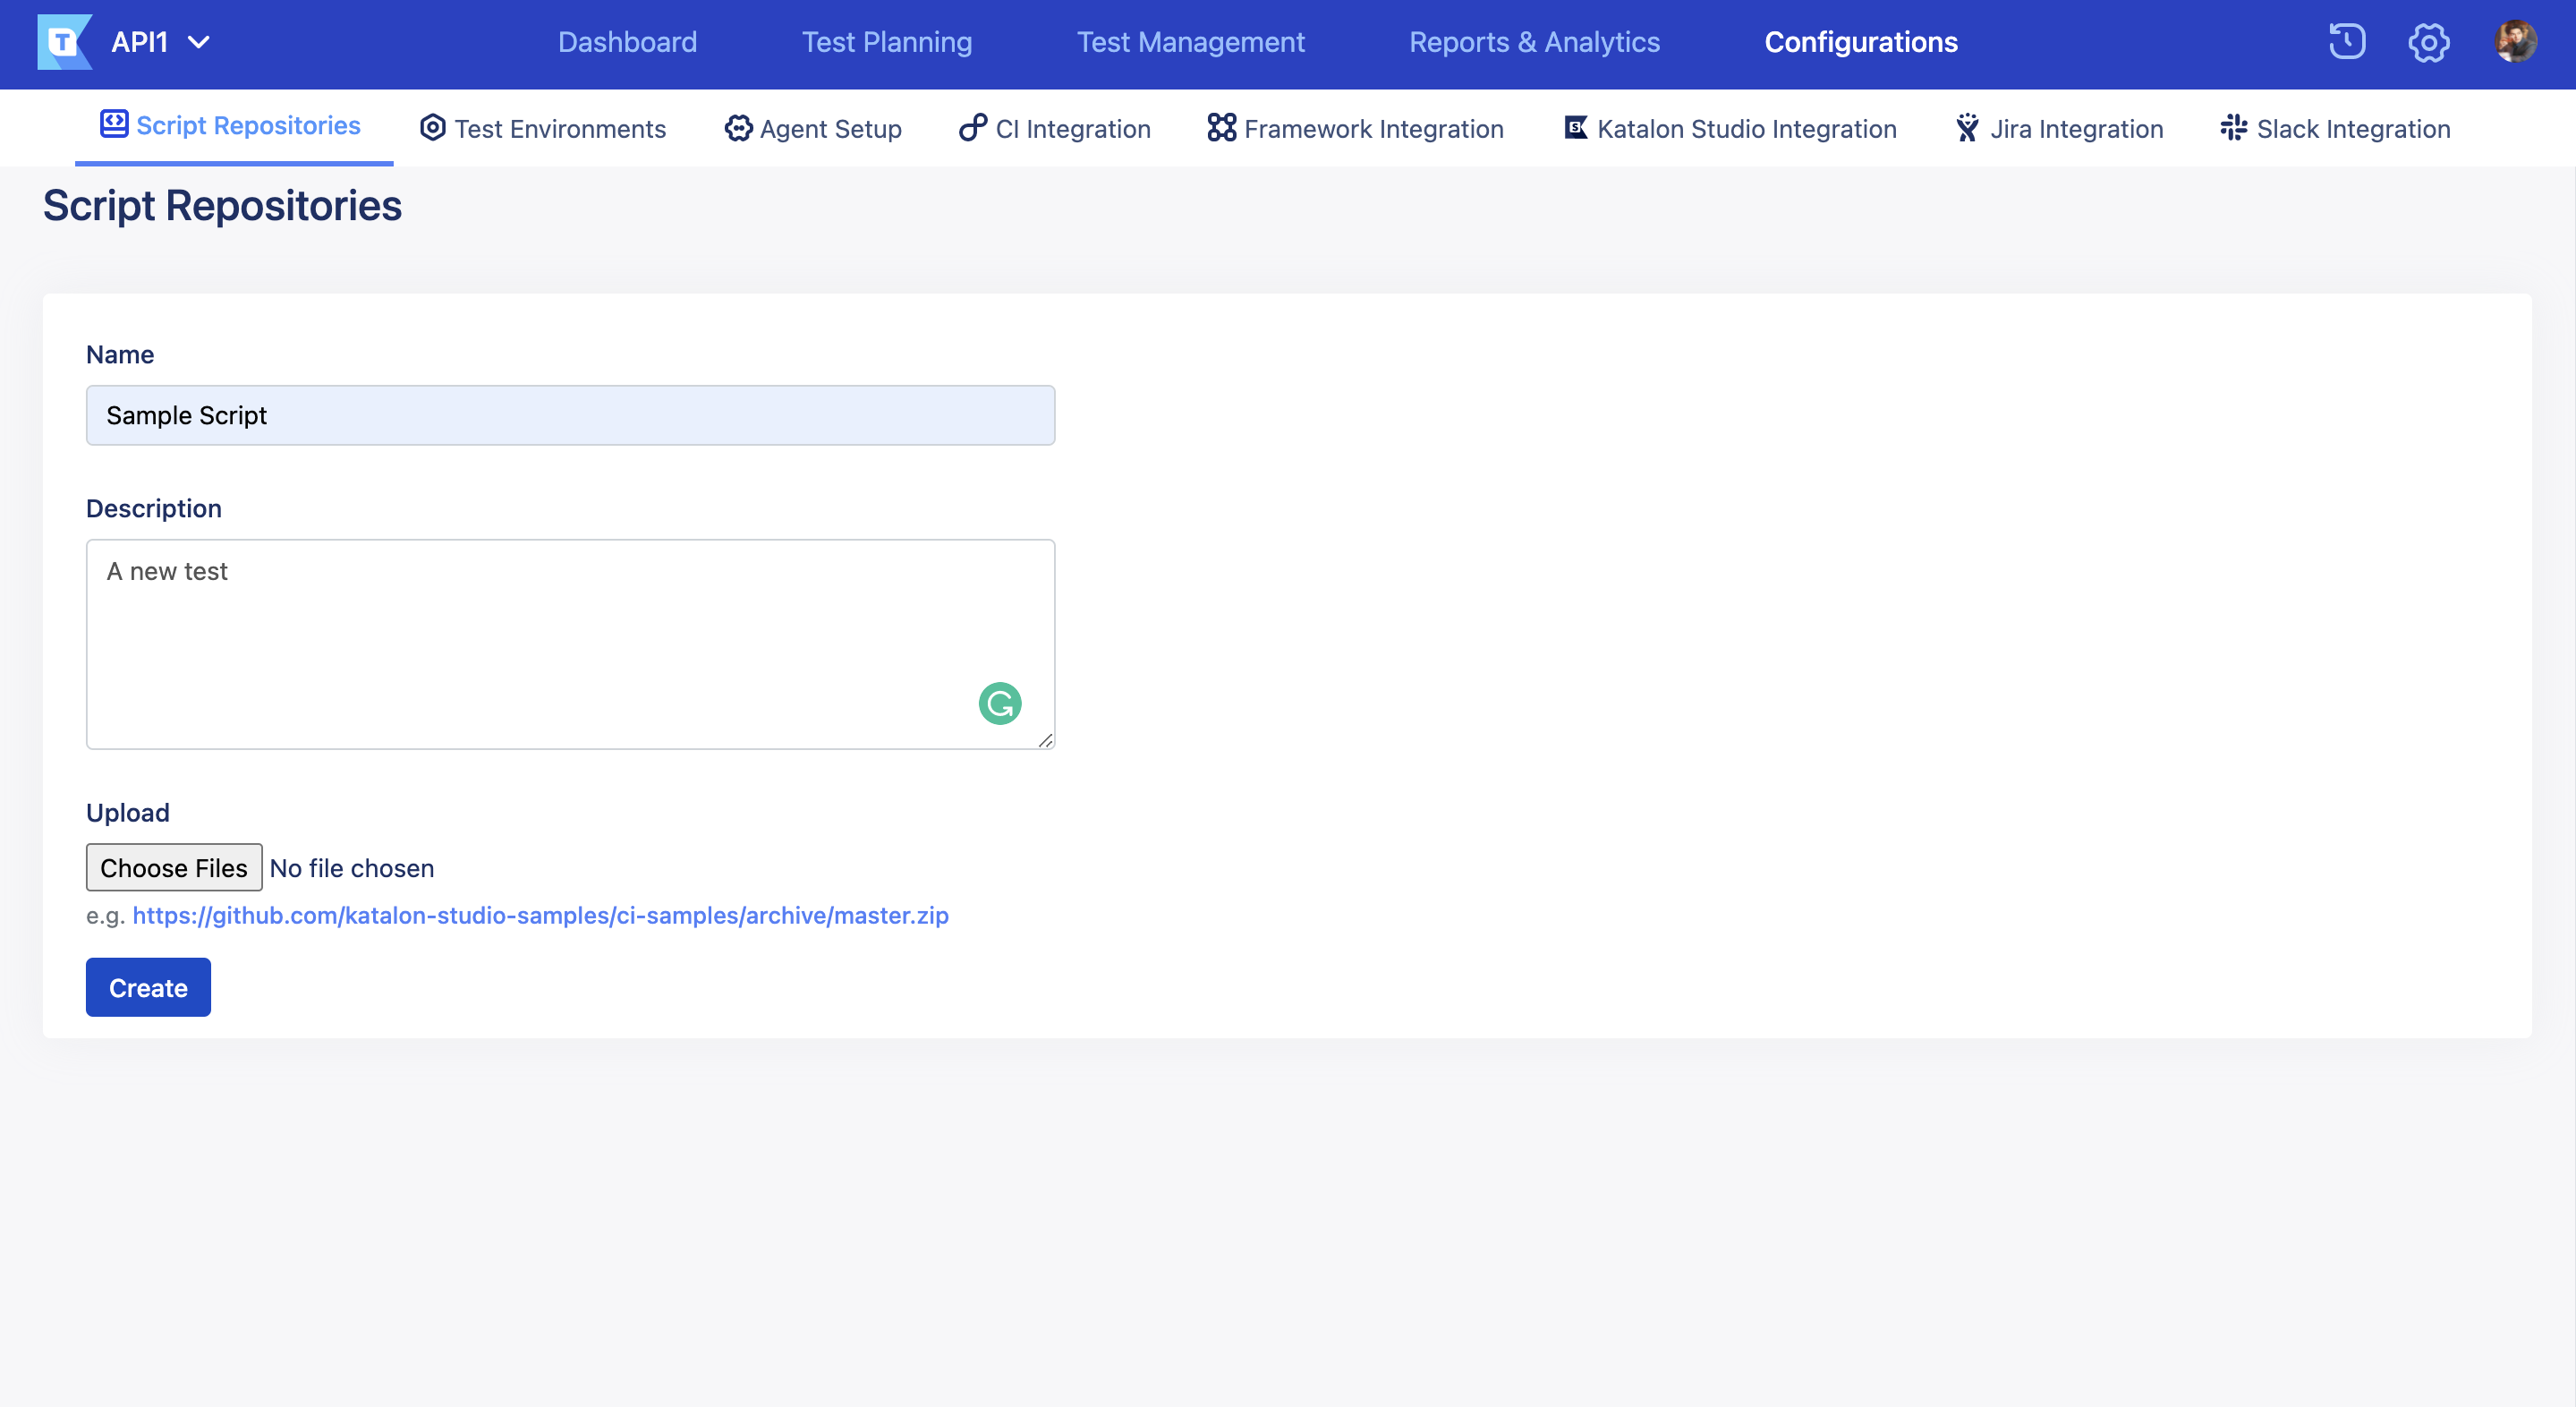 API1 Dashboard Test Planning Test Management Reports & Analytics Configurations
Script Repositories Test Environments Agent Setup CI Integration Framework Integration Katalon Studio Integration Jira Integration Slack Integration
Script Repositories
Name
Sample Script
Description
A new test
Upload
Choose Files No file chosen
e.g. https://github.com/katalon-studio-samples/ci-samples/archive/master.zip
Create